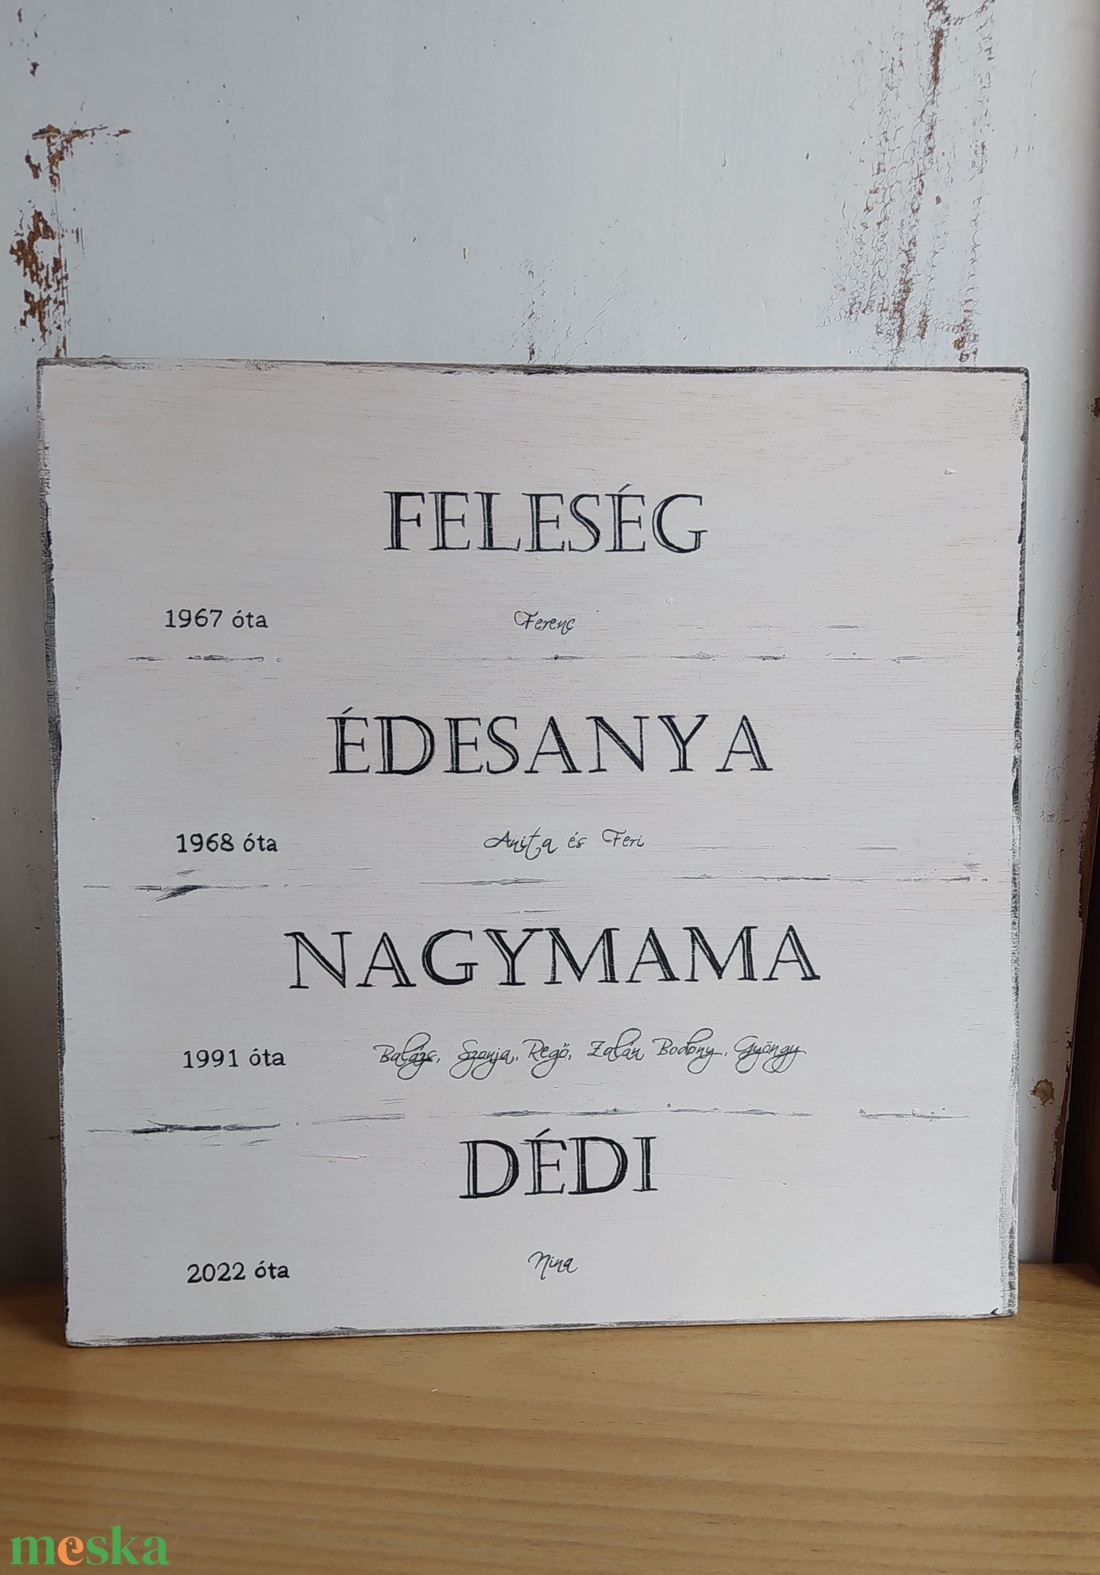 FELESÉG
1967 óta Ferenc
ÉDESANYA
1968 óta Anita és Feri
NAGYMAMA
1991 óta Balázs, Szonja, Regő, Zalán Bodony, Gyöngy
DÉDI
2022 óta Nina
meska